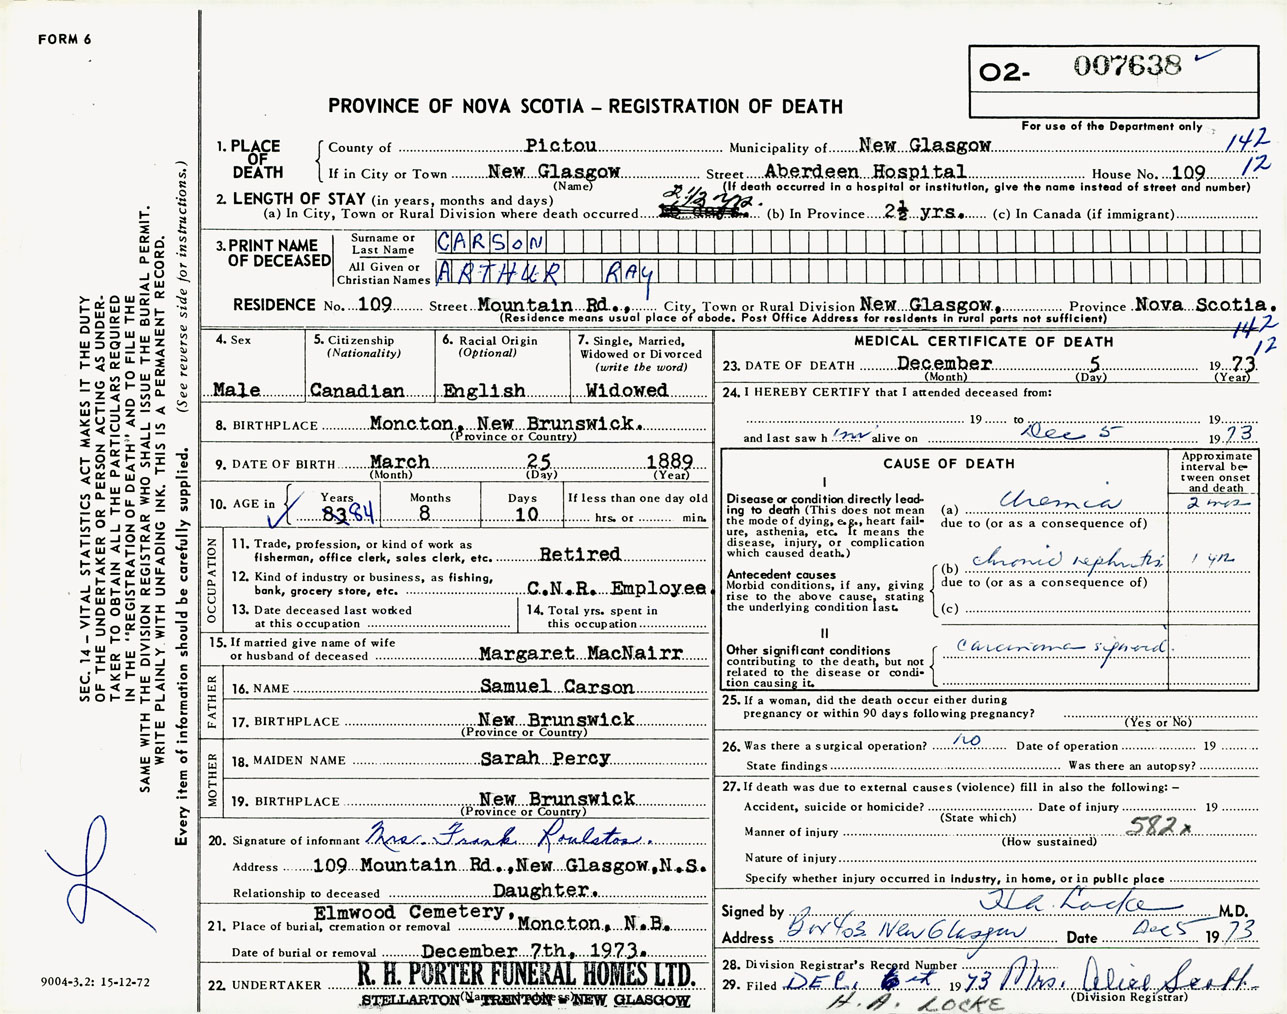 FORM 6
O2- 007638 ✓
PROVINCE OF NOVA SCOTIA – REGISTRATION OF DEATH
For use of the Department only
142
12
1. PLACE OF DEATH
County of Pictou Municipality of New Glasgow
If in City or Town New Glasgow Street Aberdeen Hospital House No. 109
(Name) (If death occurred in a hospital or institution, give the name instead of street and number)
2. LENGTH OF STAY (in years, months and days)
(a) In City, Town or Rural Division where death occurred 2 1/2 yrs. (b) In Province 2½ yrs. (c) In Canada (if immigrant)
3. PRINT NAME OF DECEASED
Surname or Last Name CARSON
All Given or Christian Names ARTHUR RAY
RESIDENCE No. 109 Street Mountain Rd., City, Town or Rural Division New Glasgow, Province Nova Scotia.
(Residence means usual place of abode. Post Office Address for residents in rural parts not sufficient)
142
12
4. Sex
Male
5. Citizenship
(Nationality)
Canadian
6. Racial Origin
(Optional)
English
7. Single, Married,
Widowed or Divorced
(write the word)
Widowed
8. BIRTHPLACE Moncton, New Brunswick.
(Province or Country)
9. DATE OF BIRTH March 25 1889
(Month) (Day) (Year)
10. AGE in
Years Months Days If less than one day old
83 84 8 10 hrs. or min.
OCCUPATION
11. Trade, profession, or kind of work as
fisherman, office clerk, sales clerk, etc. Retired
12. Kind of industry or business, as fishing,
bank, grocery store, etc. C.N.R. Employee.
13. Date deceased last worked
at this occupation
14. Total yrs. spent in
this occupation
15. If married give name of wife
or husband of deceased Margaret MacNairr
FATHER
16. NAME Samuel Carson
17. BIRTHPLACE New Brunswick
(Province or Country)
MOTHER
18. MAIDEN NAME Sarah Percy
19. BIRTHPLACE New Brunswick
(Province or Country)
20. Signature of informant Mrs. Frank Roulston.
Address 109 Mountain Rd., New Glasgow, N.S.
Relationship to deceased Daughter.
Elmwood Cemetery,
21. Place of burial, cremation or removal Moncton, N.B.
Date of burial or removal December 7th, 1973.
22. UNDERTAKER R. H. PORTER FUNERAL HOMES LTD.
STELLARTON – TRENTON – NEW GLASGOW
MEDICAL CERTIFICATE OF DEATH
23. DATE OF DEATH December 5 1973
(Month) (Day) (Year)
24. I HEREBY CERTIFY that I attended deceased from:
19 to 19
and last saw h im alive on Dec 5 1973
CAUSE OF DEATH
Approximate
interval be-
tween onset
and death
I
Disease or condition directly lead-
ing to death (This does not mean
the mode of dying, e.g., heart fail-
ure, asthenia, etc. It means the
disease, injury, or complication
which caused death.)
(a) Uremia 2 mos
due to (or as a consequence of)
(b) chronic nephritis 1 yr
due to (or as a consequence of)
(c)
Antecedent causes
Morbid conditions, if any, giving
rise to the above cause, stating
the underlying condition last.
II
Other significant conditions
contributing to the death, but not
related to the disease or condi-
tion causing it.
carcinoma sigmoid
25. If a woman, did the death occur either during
pregnancy or within 90 days following pregnancy?
(Yes or No)
26. Was there a surgical operation? no Date of operation 19
State findings Was there an autopsy?
27. If death was due to external causes (violence) fill in also the following: –
Accident, suicide or homicide? Date of injury 19
(State which)
Manner of injury 582x
(How sustained)
Nature of injury
Specify whether injury occurred in industry, in home, or in public place
Signed by H.A. Locke M.D.
Address Box 403 New Glasgow Date Dec 5 1973
28. Division Registrar's Record Number
29. Filed DEC. 6th 1973 Mrs. Alice Scott
(Division Registrar)
H. A. LOCKE
SEC. 14 – VITAL STATISTICS ACT MAKES IT THE DUTY
OF THE UNDERTAKER OR PERSON ACTING AS UNDER-
TAKER TO OBTAIN ALL THE PARTICULARS REQUIRED
IN THE "REGISTRATION OF DEATH" AND TO FILE THE
SAME WITH THE DIVISION REGISTRAR WHO SHALL ISSUE THE BURIAL PERMIT.
WRITE PLAINLY WITH UNFADING INK. THIS IS A PERMANENT RECORD.
Every item of information should be carefully supplied. (See reverse side for instructions.)
9004-3.2: 15-12-72